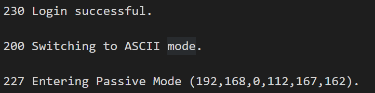 230 Login successful.
200 Switching to ASCII mode.
227 Entering Passive Mode (192,168,0,112,167,162).